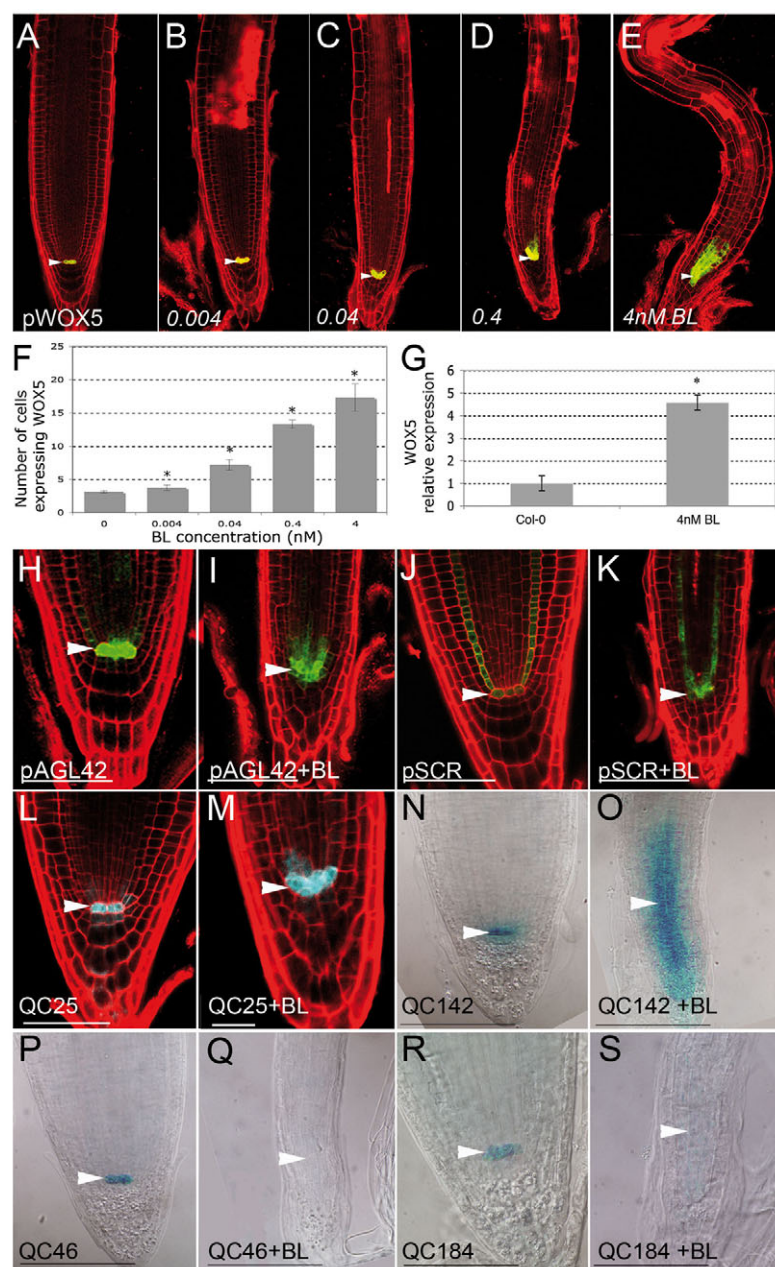 A
B
C
D
E
pWOX5
0.004
0.04
0.4
4nM BL
F
Number of cells
expressing WOX5
25
20
15
10
5
0
*
*
*
*
0
0.004
0.04
0.4
4
BL concentration (nM)
G
WOX5
relative expression
6
5
4
3
2
1
0
*
Col-0
4nM BL
H
I
J
K
pAGL42
pAGL42+BL
pSCR
pSCR+BL
L
M
N
O
QC25
QC25+BL
QC142
QC142 +BL
P
Q
R
S
QC46
QC46+BL
QC184
QC184 +BL